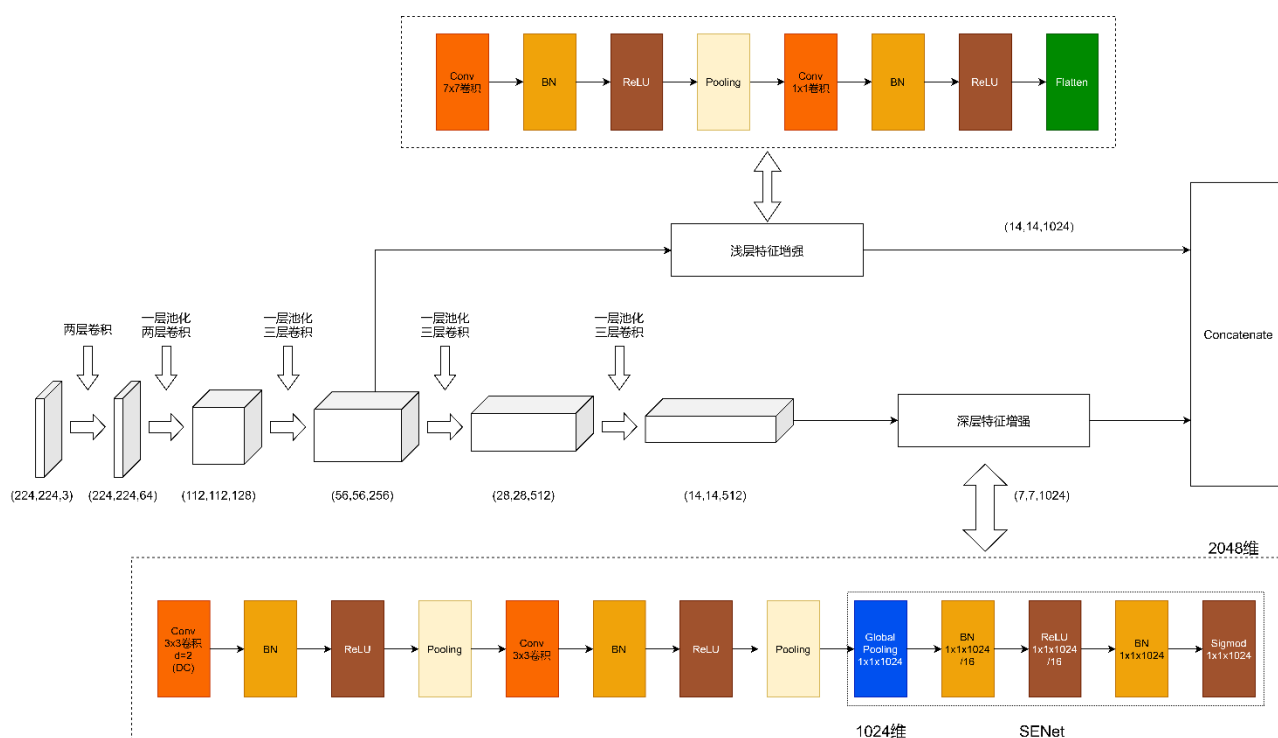 Conv
7x7卷积
BN
ReLU
Pooling
Conv
1x1卷积
BN
ReLU
Flatten
浅层特征增强
(14,14,1024)
Concatenate
两层卷积
一层池化
两层卷积
一层池化
三层卷积
一层池化
三层卷积
一层池化
三层卷积
深层特征增强
(224,224,3)
(224,224,64)
(112,112,128)
(56,56,256)
(28,28,512)
(14,14,512)
(7,7,1024)
2048维
Conv
3x3卷积
d=2
(DC)
BN
ReLU
Pooling
Conv
3x3卷积
BN
ReLU
Pooling
Global
Pooling
1x1x1024
BN
1x1x1024
/16
ReLU
1x1x1024
/16
BN
1x1x1024
Sigmod
1x1x1024
1024维
SENet